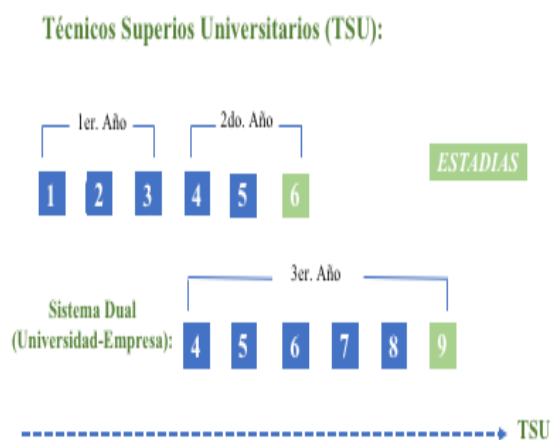 Técnicos Superios Universitarios (TSU):
1er. Año
2do. Año
1 2 3 4 5 6
ESTADIAS
3er. Año
Sistema Dual
(Universidad-Empresa):
4 5 6 7 8 9
TSU